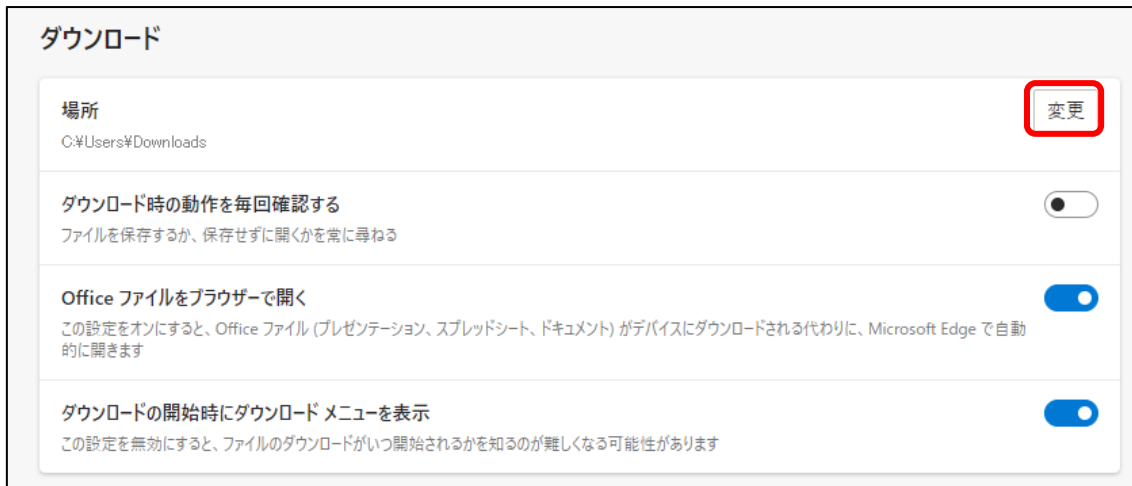 ダウンロード
場所
変更
C:¥Users¥Downloads
ダウンロード時の動作を毎回確認する
ファイルを保存するか、保存せずに開くかを常に尋ねる
Office ファイルをブラウザーで開く
この設定をオンにすると、Office ファイル (プレゼンテーション、スプレッドシート、ドキュメント) がデバイスにダウンロードされる代わりに、Microsoft Edge で自動
的に開きます
ダウンロードの開始時にダウンロード メニューを表示
この設定を無効にすると、ファイルのダウンロードがいつ開始されるかを知るのが難しくなる可能性があります